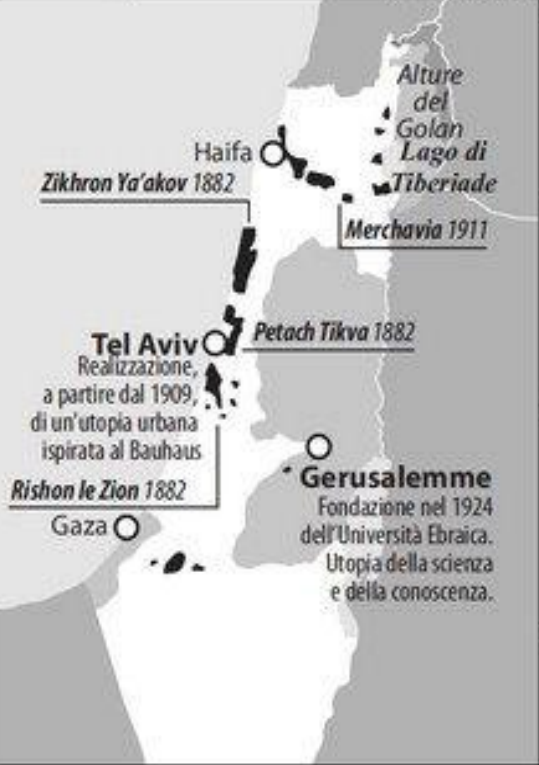 Alture
del
Golan
Haifa
Lago di
Tiberiade
Zikhron Ya'akov 1882
Merchavia 1911
Petach Tikva 1882
Tel Aviv
Realizzazione,
a partire dal 1909,
di un'utopia urbana
ispirata al Bauhaus
Rishon le Zion 1882
Gaza
Gerusalemme
Fondazione nel 1924
dell'Università Ebraica.
Utopia della scienza
e della conoscenza.